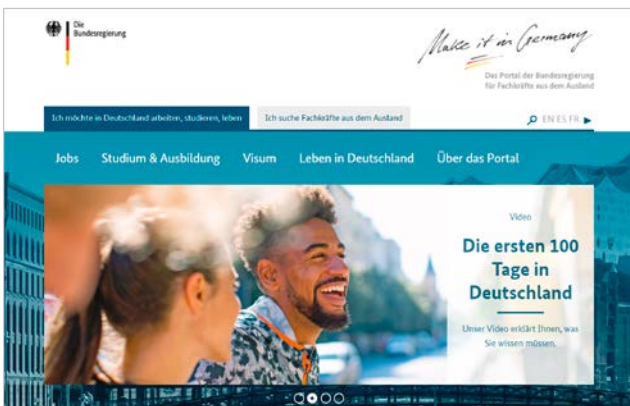 Die
Bundesregierung
Make it in Germany
Das Portal der Bundesregierung
für Fachkräfte aus dem Ausland
Ich möchte in Deutschland arbeiten, studieren, leben
Ich suche Fachkräfte aus dem Ausland
EN ES FR
Jobs Studium & Ausbildung Visum Leben in Deutschland Über das Portal
Video
Die ersten 100
Tage in
Deutschland
Unser Video erklärt Ihnen, was
Sie wissen müssen.